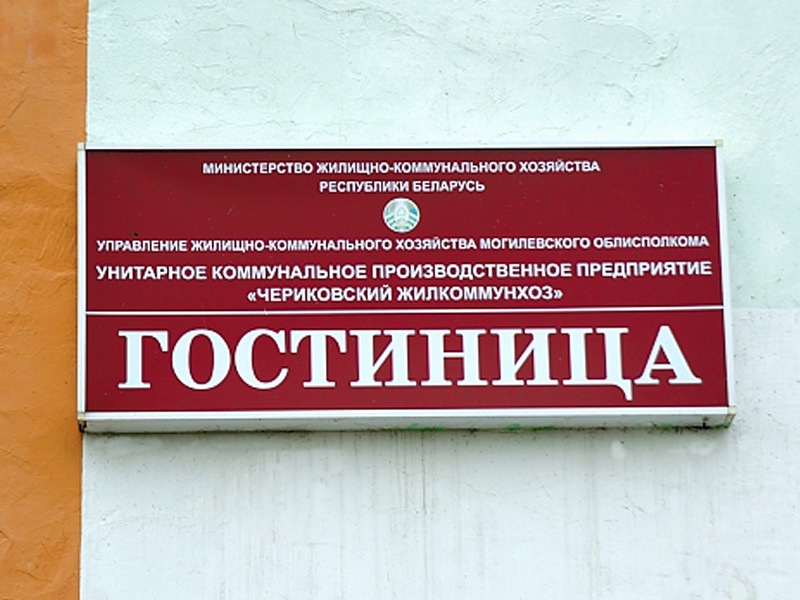 МИНИСТЕРСТВО ЖИЛИЩНО-КОММУНАЛЬНОГО ХОЗЯЙСТВА
РЕСПУБЛИКИ БЕЛАРУСЬ
УПРАВЛЕНИЕ ЖИЛИЩНО-КОММУНАЛЬНОГО ХОЗЯЙСТВА МОГИЛЕВСКОГО ОБЛИСПОЛКОМА
УНИТАРНОЕ КОММУНАЛЬНОЕ ПРОИЗВОДСТВЕННОЕ ПРЕДПРИЯТИЕ
«ЧЕРИКОВСКИЙ ЖИЛКОММУНХОЗ»
ГОСТИНИЦА